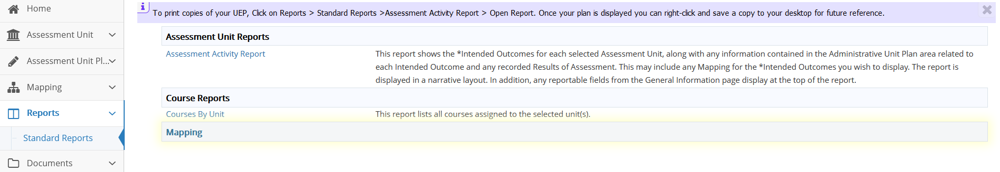 Home
Assessment Unit
Assessment Unit Pl...
Mapping
Reports
Standard Reports
Documents
To print copies of your UEP, Click on Reports > Standard Reports >Assessment Activity Report > Open Report. Once your plan is displayed you can right-click and save a copy to your desktop for future reference.
Assessment Unit Reports
Assessment Activity Report
This report shows the *Intended Outcomes for each selected Assessment Unit, along with any information contained in the Administrative Unit Plan area related to
each Intended Outcome and any recorded Results of Assessment. This may include any Mapping for the *Intended Outcomes you wish to display. The report is
displayed in a narrative layout. In addition, any reportable fields from the General Information page display at the top of the report.
Course Reports
Courses By Unit
This report lists all courses assigned to the selected unit(s).
Mapping